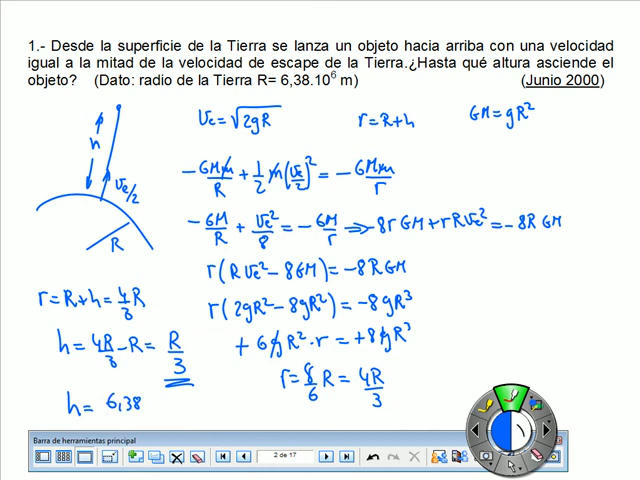 1.- Desde la superficie de la Tierra se lanza un objeto hacia arriba con una velocidad
igual a la mitad de la velocidad de escape de la Tierra.¿Hasta qué altura asciende el
objeto? (Dato: radio de la Tierra R= 6,38.10⁶ m) (Junio 2000)
h
ve/2
R
ve = √2gR r = R+h GM = gR²
-GMm/R + 1/2 m(ve/2)² = -GMm/r
-GM/R + ve²/8 = -GM/r ⇒ -8rGM + rRve² = -8RGM
r(Rve² - 8GM) = -8RGM
r(2gR³ - 8gR²) = -8gR³
+6gR²·r = +8gR³
r = 8/6 R = 4R/3
r = R+h = 4/3 R
h = 4R/3 - R = R/3
h = 6,38
Barra de herramientas principal
2 de 17